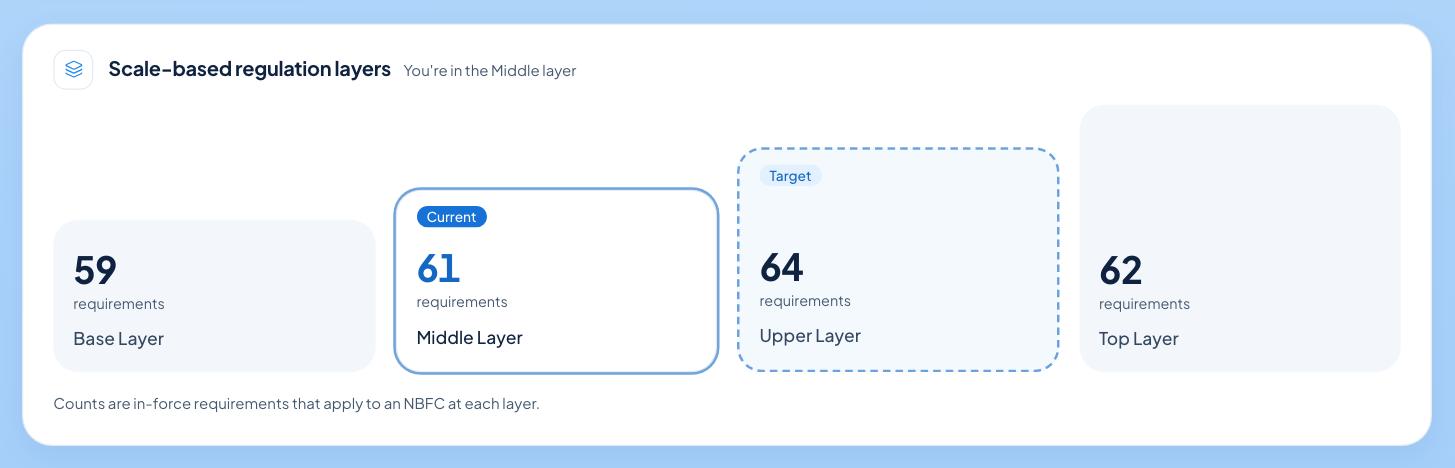 Scale-based regulation layers You're in the Middle layer
59
requirements
Base Layer
Current
61
requirements
Middle Layer
Target
64
requirements
Upper Layer
62
requirements
Top Layer
Counts are in-force requirements that apply to an NBFC at each layer.